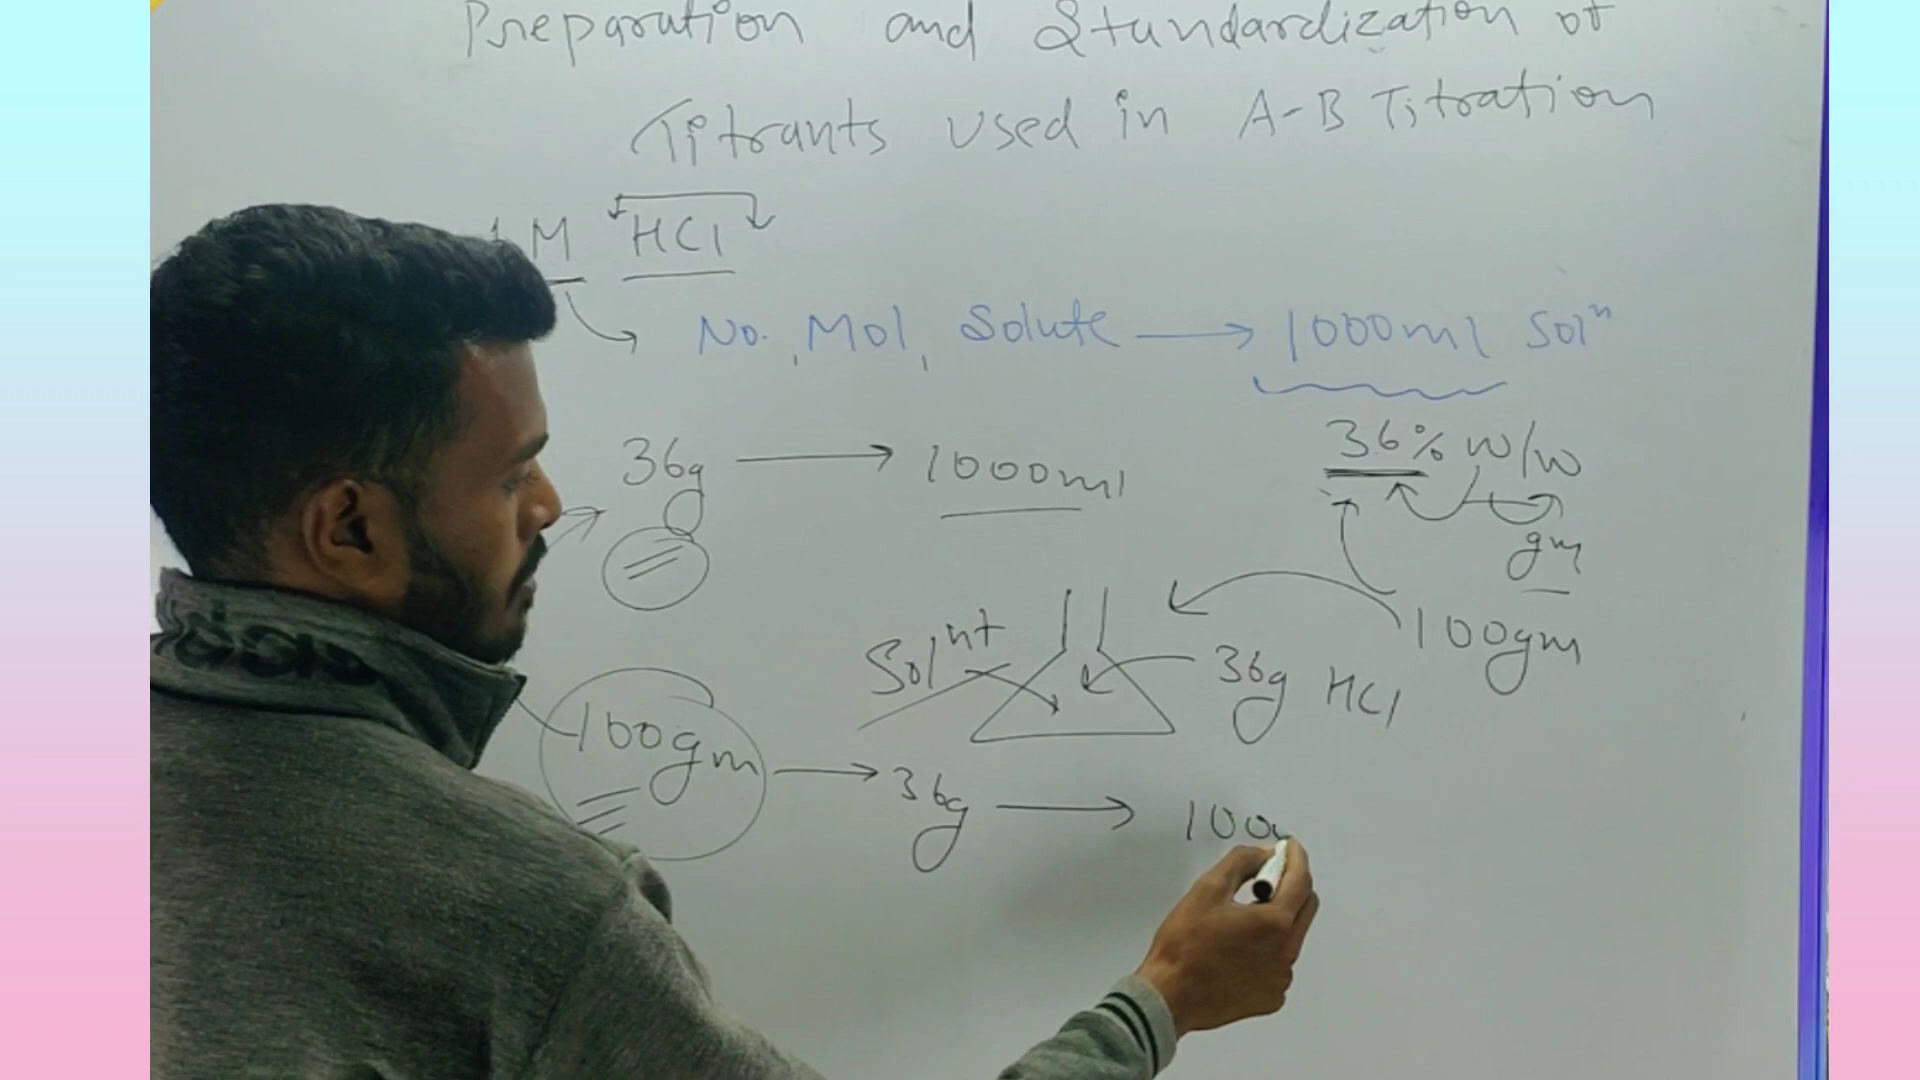 Preparation and Standardization of
Titrants used in A-B Titration
M HCl
No. Mol, Solute → 1000ml Solⁿ
36g → 1000ml
36% w/w
gm
100gm
Solⁿᵗ
36g HCl
100gm → 36g → 100